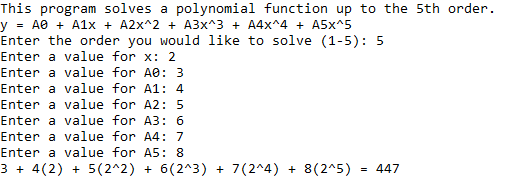 This program solves a polynomial function up to the 5th order.
y = A0 + A1x + A2x^2 + A3x^3 + A4x^4 + A5x^5
Enter the order you would like to solve (1-5): 5
Enter a value for x: 2
Enter a value for A0: 3
Enter a value for A1: 4
Enter a value for A2: 5
Enter a value for A3: 6
Enter a value for A4: 7
Enter a value for A5: 8
3 + 4(2) + 5(2^2) + 6(2^3) + 7(2^4) + 8(2^5) = 447